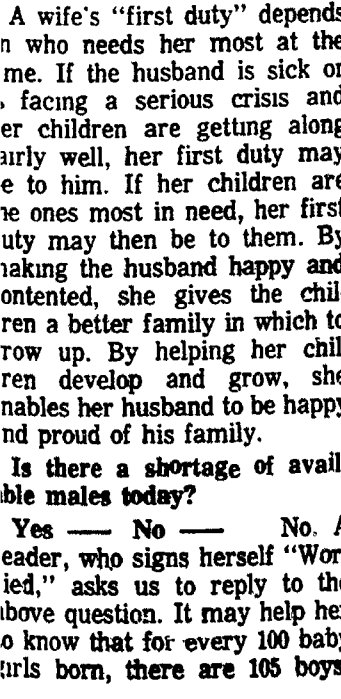 A wife's "first duty" depends
n who needs her most at the
me. If the husband is sick or
facing a serious crisis and
er children are getting along
airly well, her first duty may
e to him. If her children are
he ones most in need, her first
uty may then be to them. By
naking the husband happy and
ontented, she gives the chil
ren a better family in which to
row up. By helping her chil
ren develop and grow, she
nables her husband to be happy
nd proud of his family.
Is there a shortage of avail
ble males today?
Yes — No — No. A
eader, who signs herself "Wor
ied," asks us to reply to the
above question. It may help her
o know that for every 100 baby
girls born, there are 105 boys